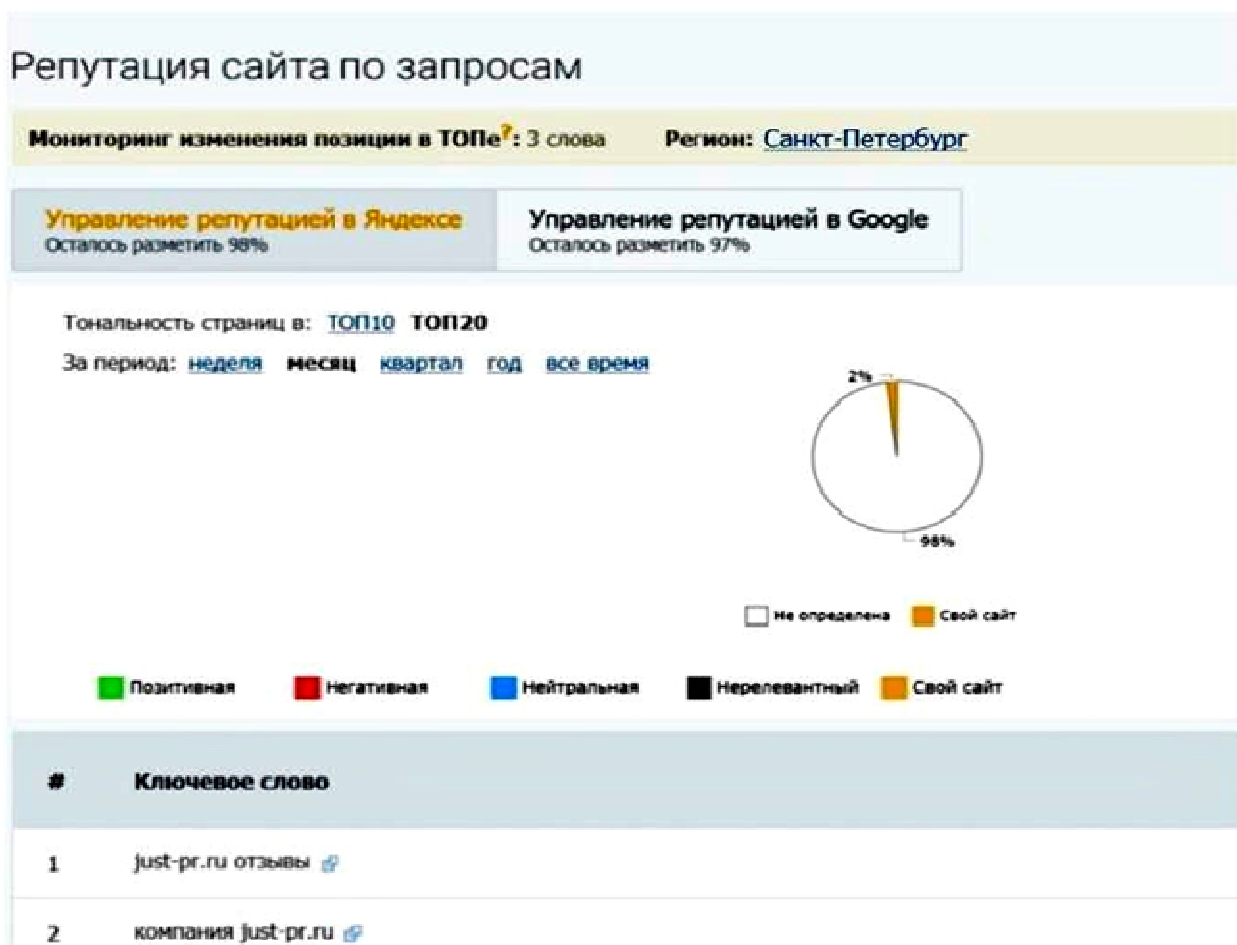 Репутация сайта по запросам
Мониторинг изменения позиции в ТОПе?: 3 слова Регион: Санкт-Петербург
Управление репутацией в Яндексе Управление репутацией в Google
Осталось разметить 98% Осталось разметить 97%
Тональность страниц в: ТОП10 ТОП20
За период: неделя месяц квартал год все время
2%
98%
Не определена Свой сайт
Позитивная Негативная Нейтральная Нерелевантный Свой сайт
# Ключевое слово
1 just-pr.ru отзывы
2 компания just-pr.ru